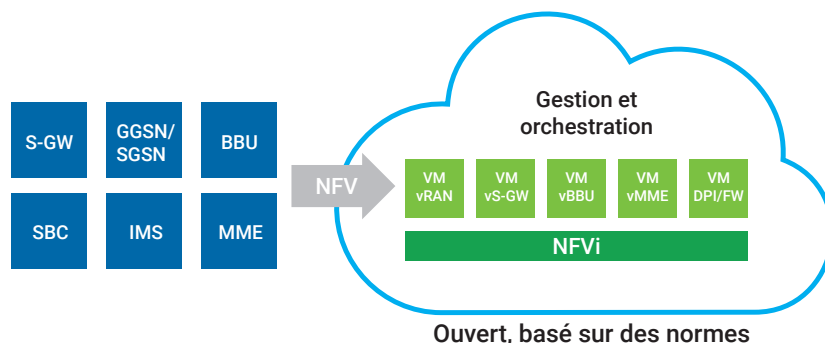 S-GW
GGSN/
SGSN
BBU
SBC
IMS
MME
NFV
Gestion et
orchestration
VM
vRAN
VM
vS-GW
VM
vBBU
VM
vMME
VM
DPI/FW
NFVi
Ouvert, basé sur des normes